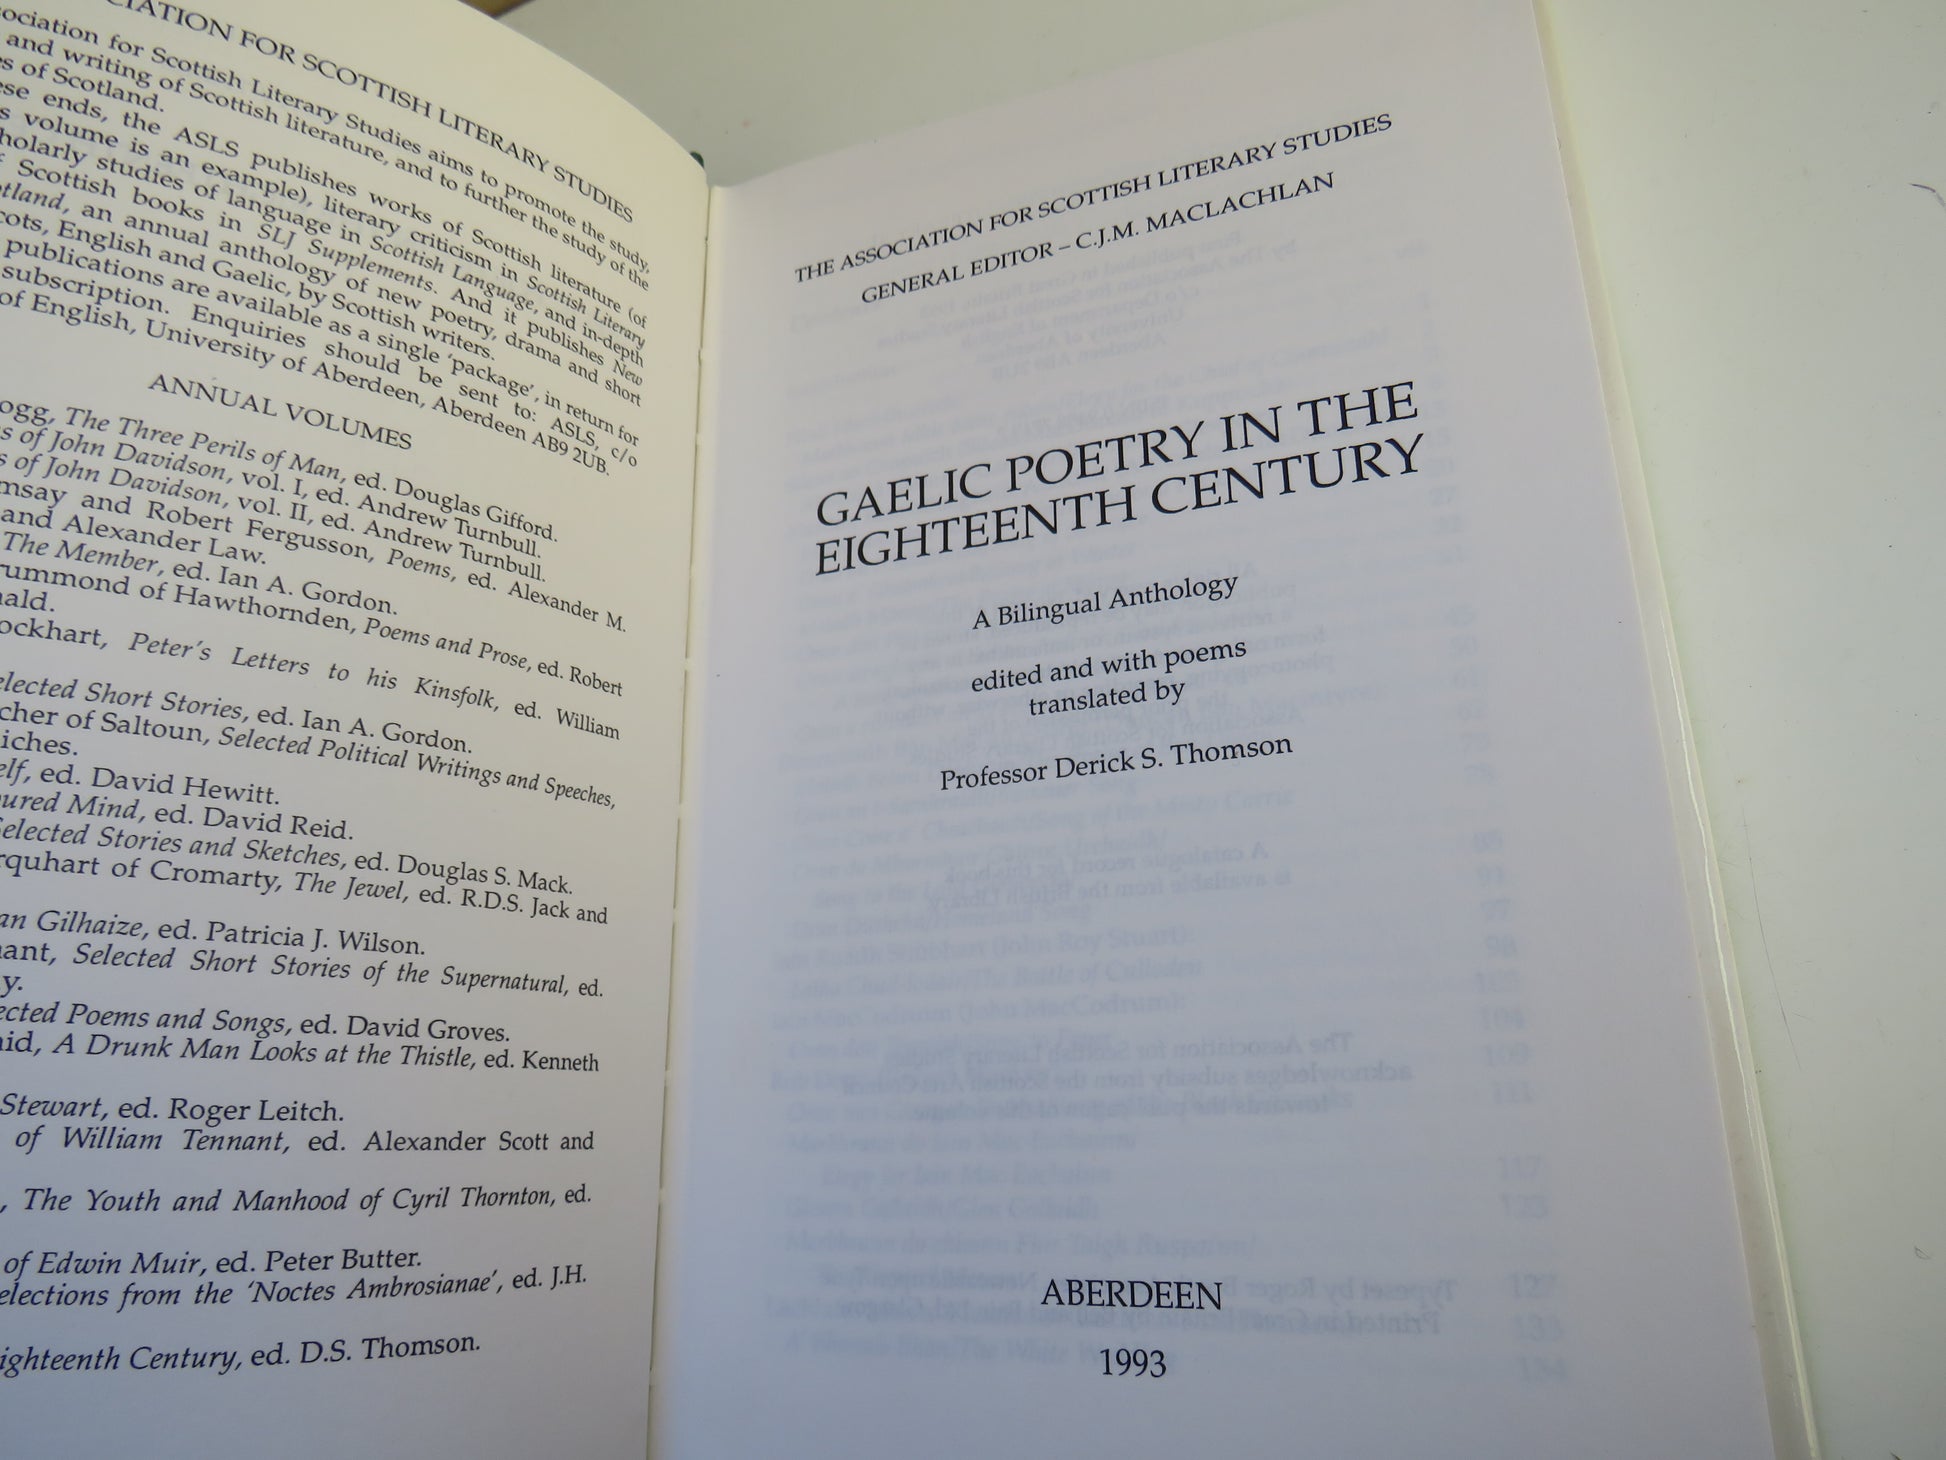 ASSOCIATION FOR SCOTTISH LITERARY STUDIES
Association for Scottish Literary Studies aims to promote the study,
and writing of Scottish literature, and to further the study of the
of Scotland.
ese ends, the ASLS publishes works of Scottish literature (of
s volume is an example), literary criticism in Scottish Literary
holarly studies of language in Scottish Language, and in-depth
f Scottish books in SLJ Supplements. And it publishes New
tland, an annual anthology of new poetry, drama and short
cots, English and Gaelic, by Scottish writers.
publications are available as a single 'package', in return for
subscription. Enquiries should be sent to: ASLS, c/o
of English, University of Aberdeen, Aberdeen AB9 2UB.
ANNUAL VOLUMES
ogg, The Three Perils of Man, ed. Douglas Gifford.
s of John Davidson, vol. I, ed. Andrew Turnbull.
s of John Davidson, vol. II, ed. Andrew Turnbull.
msay and Robert Fergusson, Poems, ed. Alexander M.
and Alexander Law.
The Member, ed. Ian A. Gordon.
rummond of Hawthornden, Poems and Prose, ed. Robert
nald.
ockhart, Peter's Letters to his Kinsfolk, ed. William
elected Short Stories, ed. Ian A. Gordon.
cher of Saltoun, Selected Political Writings and Speeches,
iches.
elf, ed. David Hewitt.
oured Mind, ed. David Reid.
Selected Stories and Sketches, ed. Douglas S. Mack.
rquhart of Cromarty, The Jewel, ed. R.D.S. Jack and
an Gilhaize, ed. Patricia J. Wilson.
ant, Selected Short Stories of the Supernatural, ed.
y.
ected Poems and Songs, ed. David Groves.
aid, A Drunk Man Looks at the Thistle, ed. Kenneth
Stewart, ed. Roger Leitch.
of William Tennant, ed. Alexander Scott and
, The Youth and Manhood of Cyril Thornton, ed.
of Edwin Muir, ed. Peter Butter.
elections from the 'Noctes Ambrosianae', ed. J.H.
ighteenth Century, ed. D.S. Thomson.
THE ASSOCIATION FOR SCOTTISH LITERARY STUDIES
GENERAL EDITOR – C.J.M. MACLACHLAN
GAELIC POETRY IN THE
EIGHTEENTH CENTURY
A Bilingual Anthology
edited and with poems
translated by
Professor Derick S. Thomson
ABERDEEN
1993